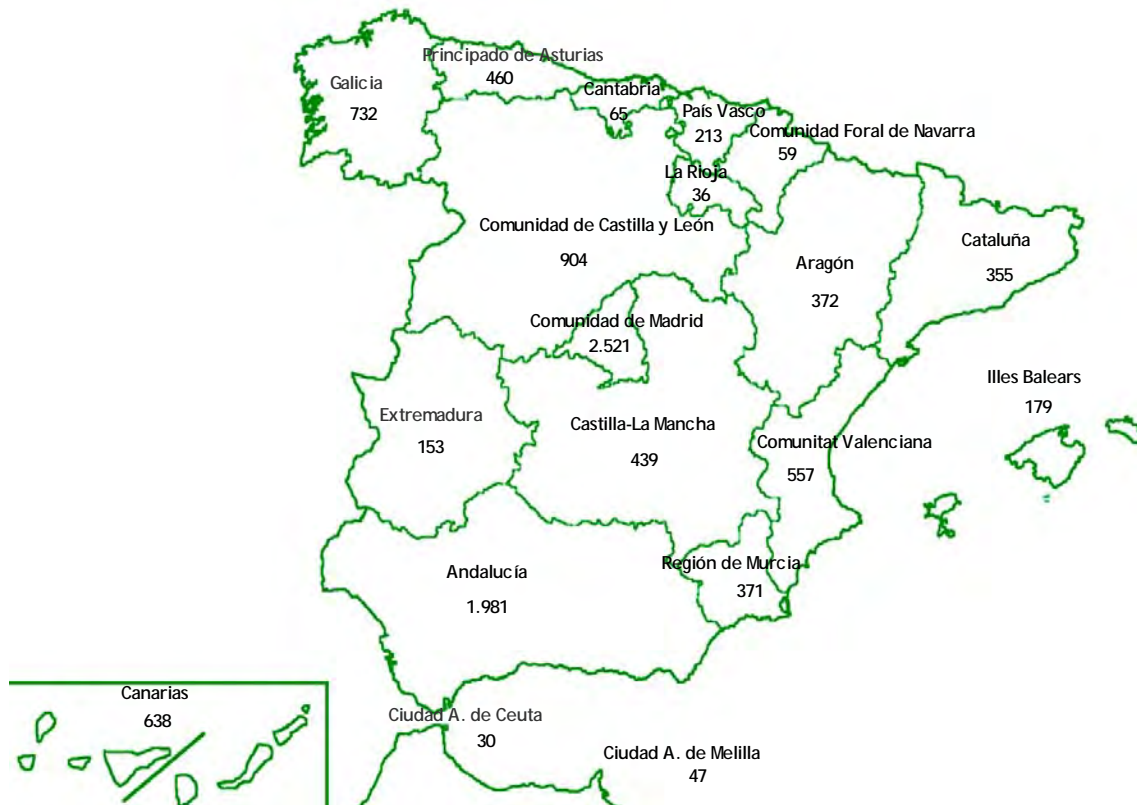 Principado de Asturias
460
Galicia
732
Cantabria
65
País Vasco
213
Comunidad Foral de Navarra
59
La Rioja
36
Comunidad de Castilla y León
904
Aragón
372
Cataluña
355
Comunidad de Madrid
2.521
Illes Balears
179
Extremadura
153
Castilla-La Mancha
439
Comunitat Valenciana
557
Andalucía
1.981
Región de Murcia
371
Canarias
638
Ciudad A. de Ceuta
30
Ciudad A. de Melilla
47